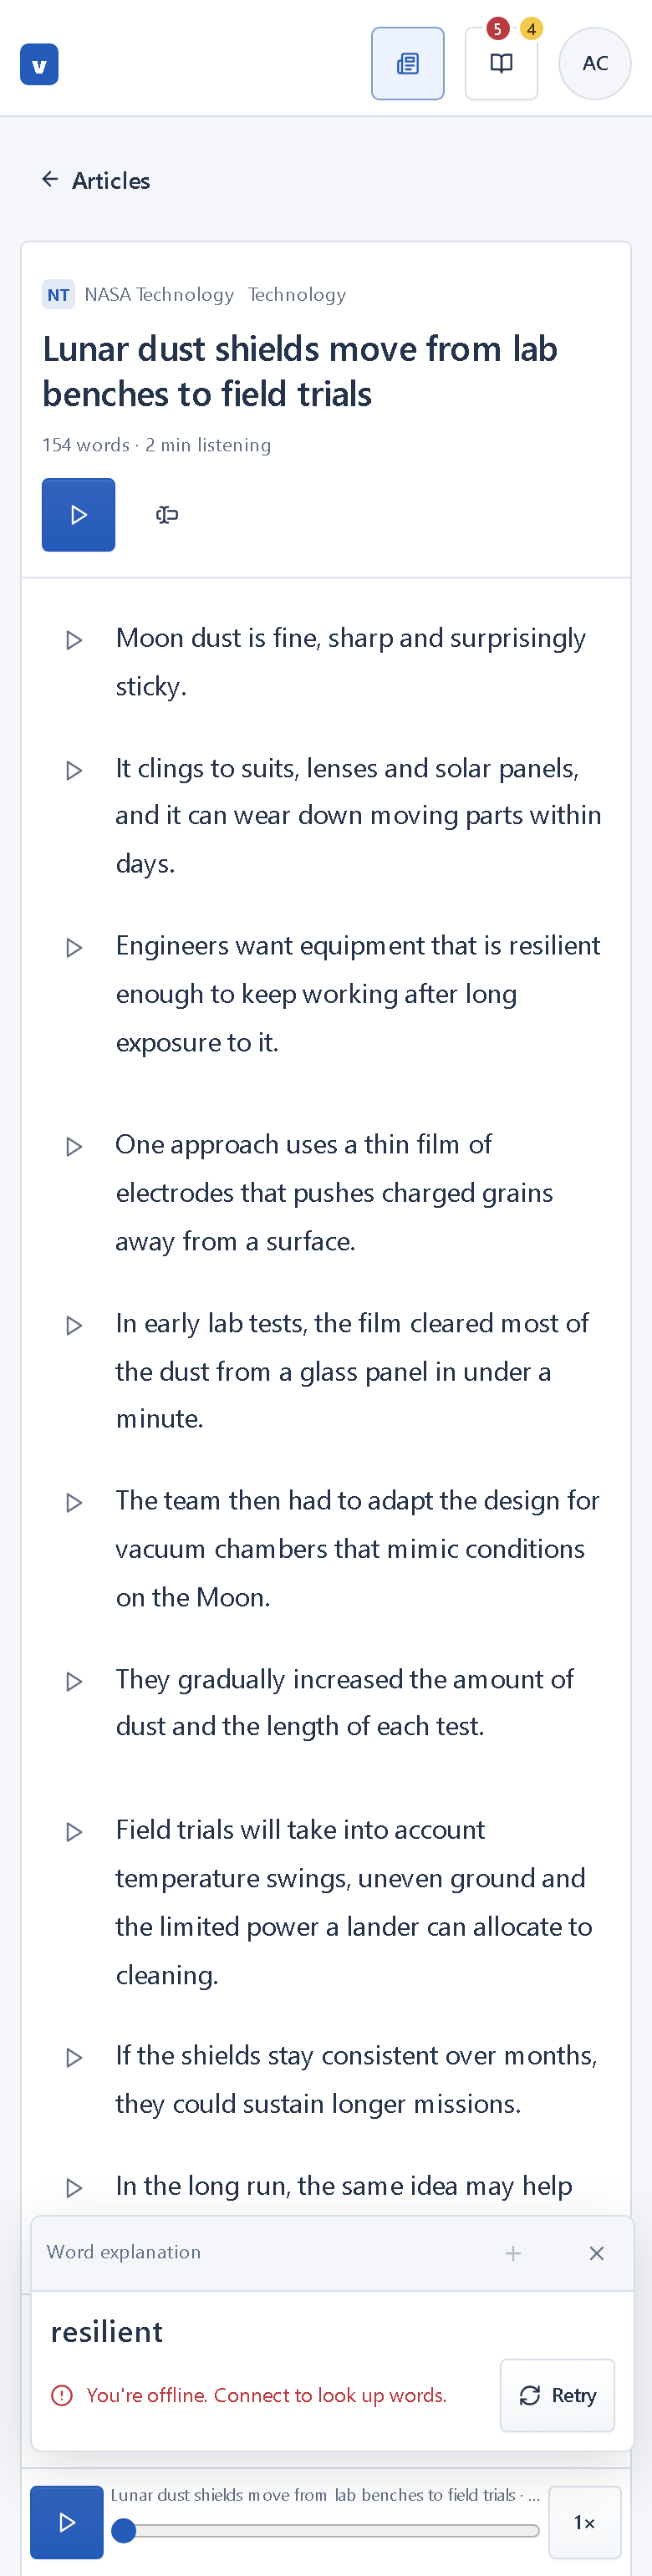 v
5
4
AC
Articles
NT NASA Technology Technology
Lunar dust shields move from lab
benches to field trials
154 words · 2 min listening
Moon dust is fine, sharp and surprisingly
sticky.
It clings to suits, lenses and solar panels,
and it can wear down moving parts within
days.
Engineers want equipment that is resilient
enough to keep working after long
exposure to it.
One approach uses a thin film of
electrodes that pushes charged grains
away from a surface.
In early lab tests, the film cleared most of
the dust from a glass panel in under a
minute.
The team then had to adapt the design for
vacuum chambers that mimic conditions
on the Moon.
They gradually increased the amount of
dust and the length of each test.
Field trials will take into account
temperature swings, uneven ground and
the limited power a lander can allocate to
cleaning.
If the shields stay consistent over months,
they could sustain longer missions.
In the long run, the same idea may help
Word explanation
resilient
You're offline. Connect to look up words.
Retry
Lunar dust shields move from lab benches to field trials · ...
1×